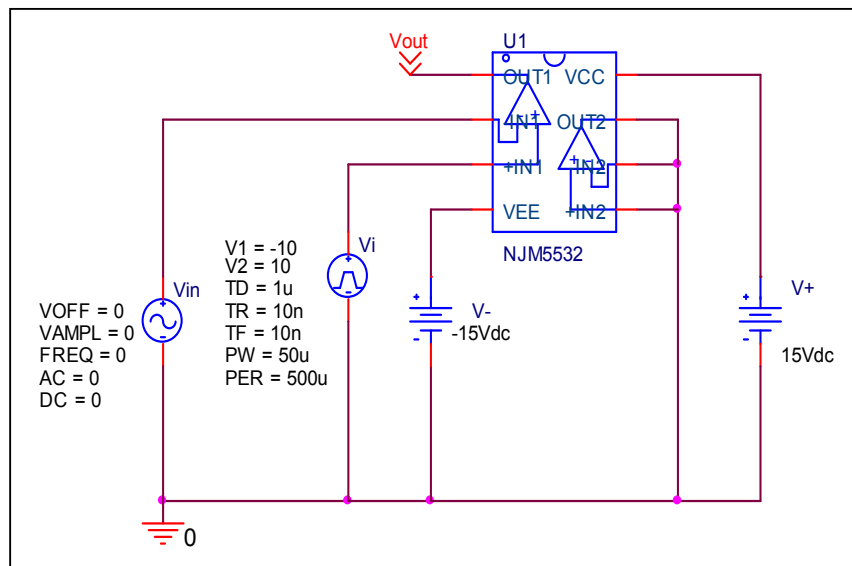 Vout
U1
OUT1
VCC
-IN1
OUT2
+IN1
-IN2
VEE
+IN2
NJM5532
Vin
VOFF = 0
VAMPL = 0
FREQ = 0
AC = 0
DC = 0
Vi
V1 = -10
V2 = 10
TD = 1u
TR = 10n
TF = 10n
PW = 50u
PER = 500u
V-
-15Vdc
V+
15Vdc
0